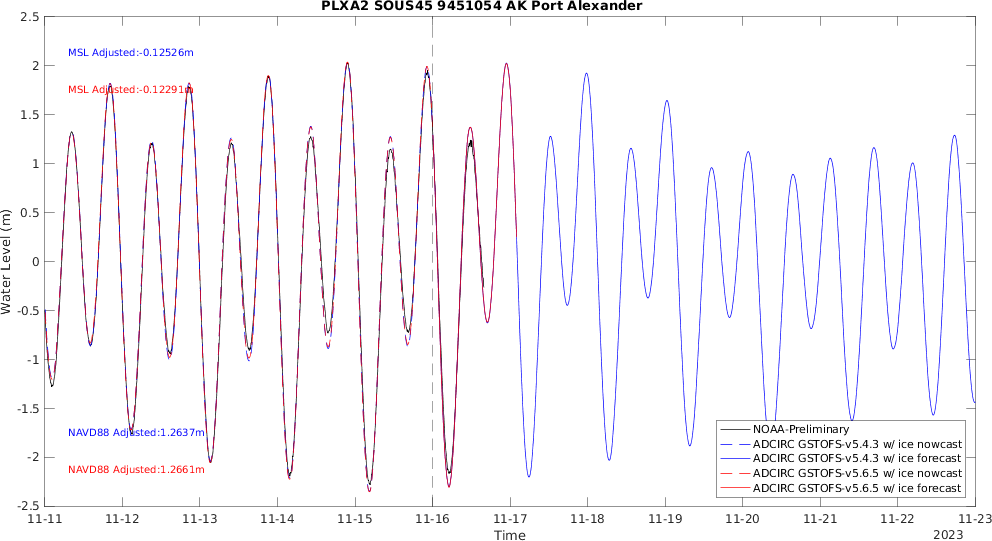 PLXA2 SOUS45 9451054 AK Port Alexander
2.5
2
1.5
1
0.5
0
-0.5
-1
-1.5
-2
-2.5
Water Level (m)
MSL Adjusted:-0.12526m
MSL Adjusted:-0.12291m
NAVD88 Adjusted:1.2637m
NAVD88 Adjusted:1.2661m
NOAA-Preliminary
ADCIRC GSTOFS-v5.4.3 w/ ice nowcast
ADCIRC GSTOFS-v5.4.3 w/ ice forecast
ADCIRC GSTOFS-v5.6.5 w/ ice nowcast
ADCIRC GSTOFS-v5.6.5 w/ ice forecast
11-11 11-12 11-13 11-14 11-15 11-16 11-17 11-18 11-19 11-20 11-21 11-22 11-23
Time
2023